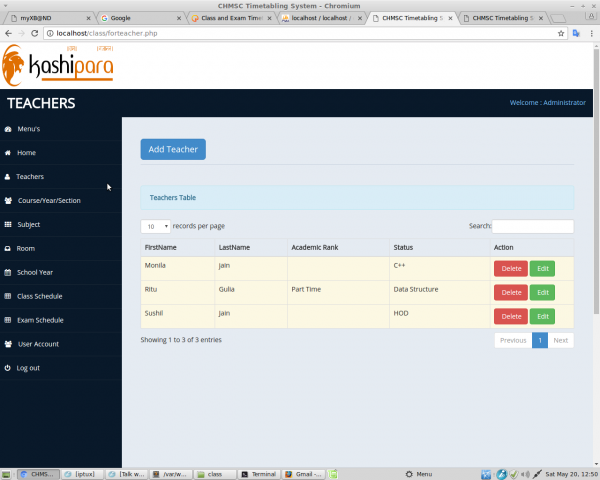 CHMSC Timetabling System - Chromium
myXB@ND
Google
Class and Exam Timet
localhost / localhost /
CHMSC Timetabling S
CHMSC Timetabling S
localhost/class/forteacher.php
kashipara
TEACHERS
Welcome : Administrator
Menu's
Home
Teachers
Course/Year/Section
Subject
Room
School Year
Class Schedule
Exam Schedule
User Account
Log out
Add Teacher
Teachers Table
10 records per page
Search:
FirstName LastName Academic Rank Status Action
Monila Jain C++ Delete Edit
Ritu Gulia Part Time Data Structure Delete Edit
Sushil Jain HOD Delete Edit
Showing 1 to 3 of 3 entries
Previous 1 Next
CHMS... [iptux] [Talk w... /var/w... class Terminal Gmail -... Menu Sat May 20, 12:50